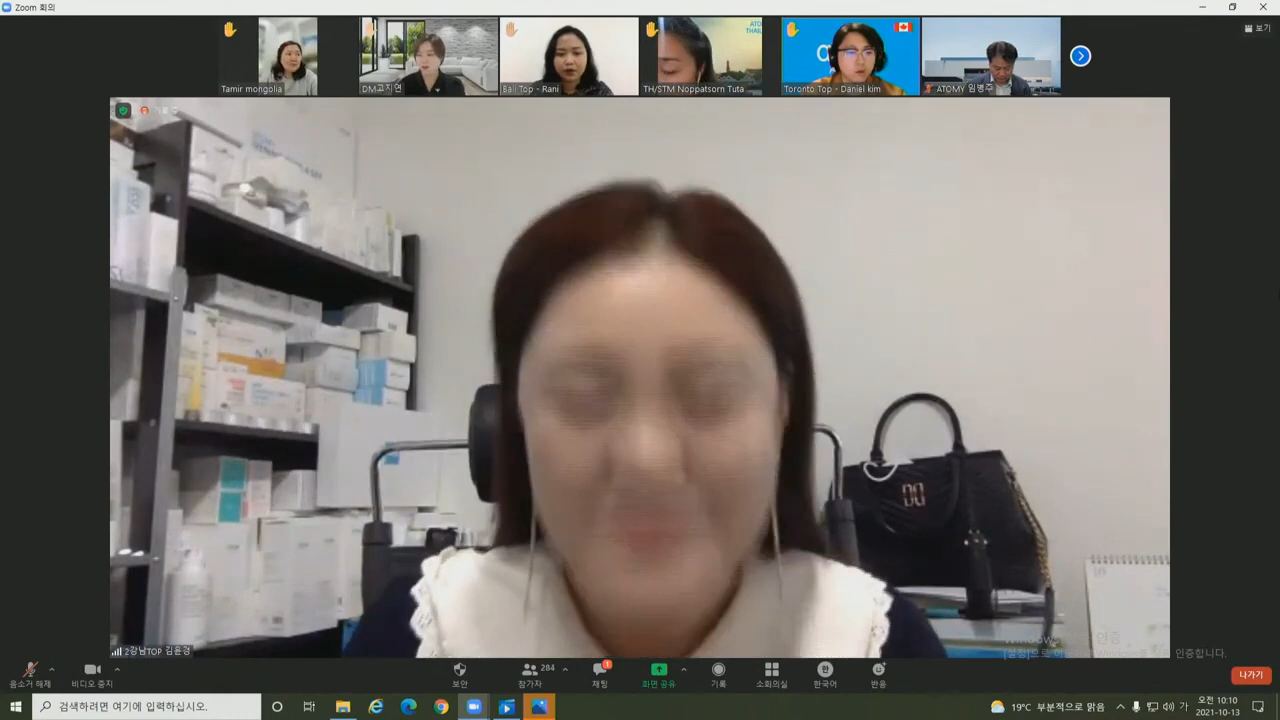 Zoom 회의
보기
Tamir mongolia
DM고지연
Bali Top - Rani
TH/STM Noppatsorn Tuta
Toronto Top - Daniel kim
ATOMY 임병주
2강남TOP 김윤경
음소거 해제
비디오 중지
보안
284
참가자
1
채팅
화면 공유
기록
소회의실
한국어
반응
나가기
검색하려면 여기에 입력하십시오.
19°C 부분적으로 맑음
가
오전 10:10
2021-10-13